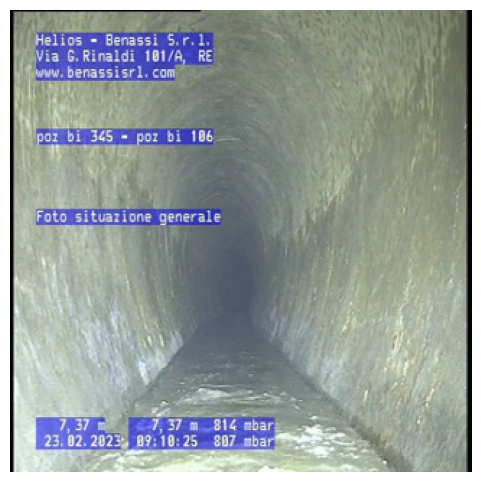 Helios - Benassi S.r.l.
Via G.Rinaldi 101/A, RE
www.benassisrl.com
poz bi 345 - poz bi 106
Foto situazione generale
7,37 m 7,37 m 814 mbar
23.02.2023 09:10:25 807 mbar